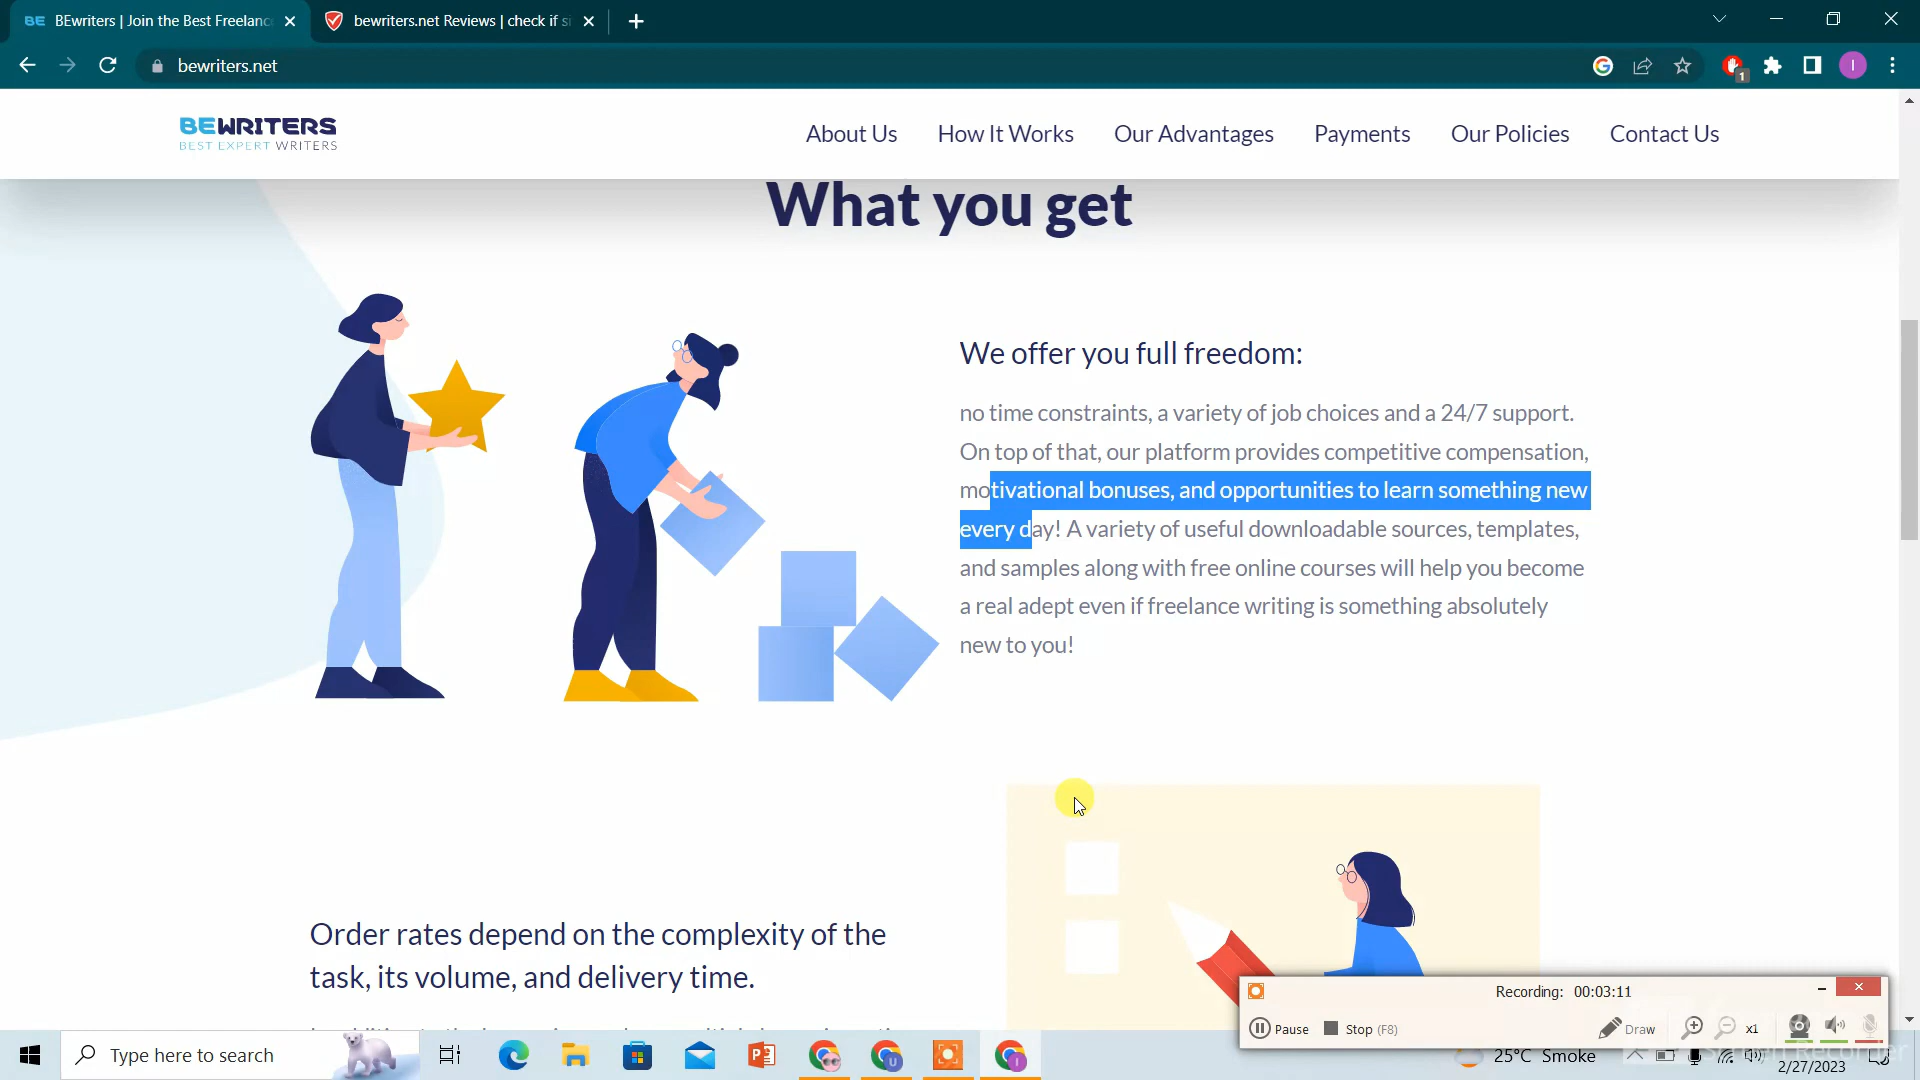 BE BEwriters | Join the Best Freelanc
bewriters.net Reviews | check if si
bewriters.net
1
I
BEWRITERS
BEST EXPERT WRITERS
About Us
How It Works
Our Advantages
Payments
Our Policies
Contact Us
What you get
We offer you full freedom:
no time constraints, a variety of job choices and a 24/7 support.
On top of that, our platform provides competitive compensation,
motivational bonuses, and opportunities to learn something new
every day! A variety of useful downloadable sources, templates,
and samples along with free online courses will help you become
a real adept even if freelance writing is something absolutely
new to you!
Order rates depend on the complexity of the
task, its volume, and delivery time.
Recording: 00:03:11
Pause
Stop (F8)
Draw
x1
Type here to search
U
I
25°C Smoke
2/27/2023